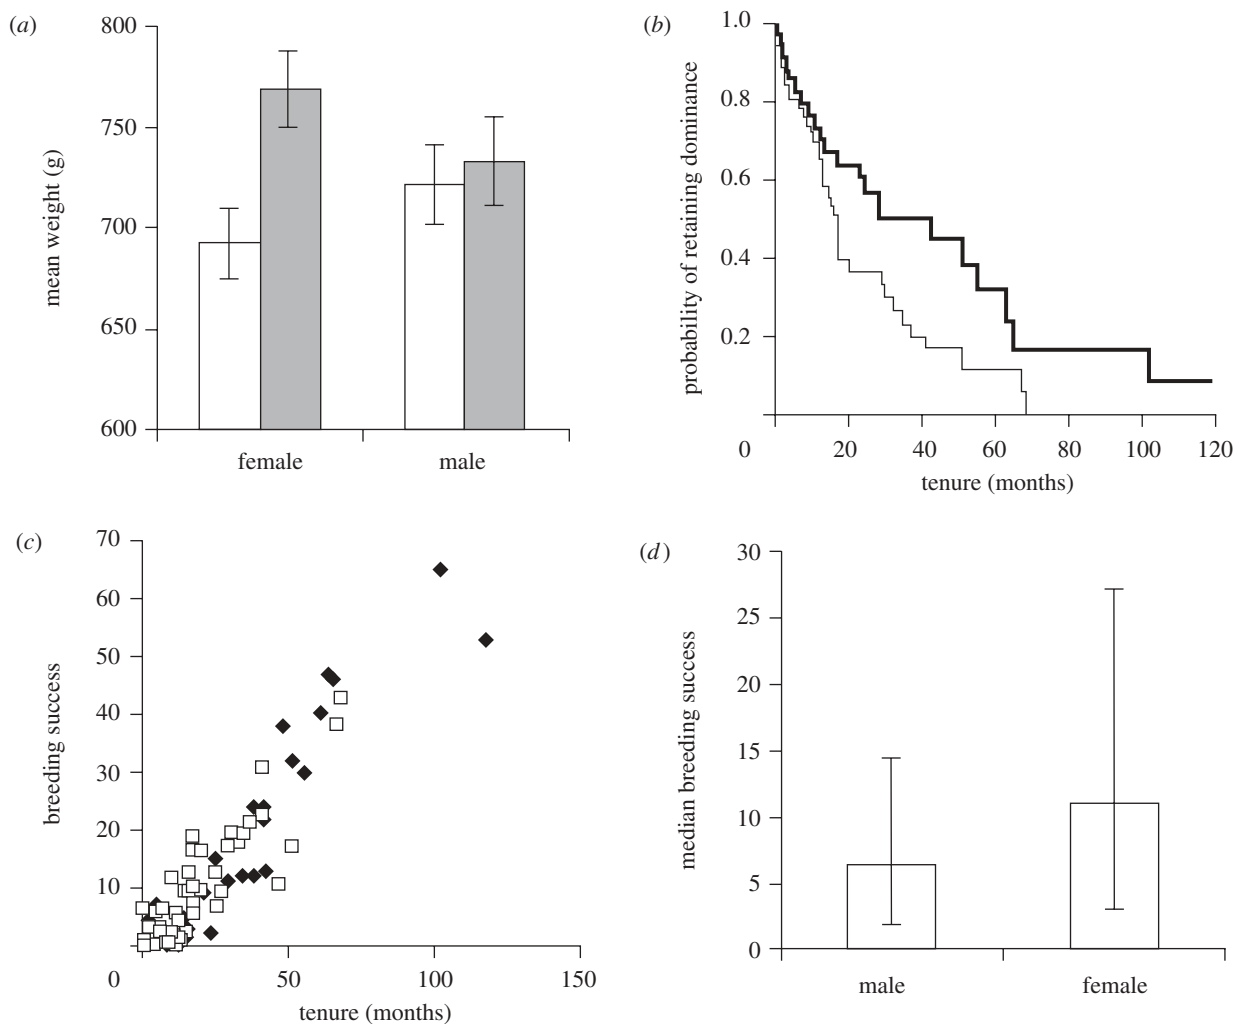 (a)
800
750
700
650
600
mean weight (g)
female
male
(b)
1.0
0.8
0.6
0.4
0.2
probability of retaining dominance
0
20
40
60
80
100
120
tenure (months)
(c)
70
60
50
40
30
20
10
breeding success
0
50
100
150
tenure (months)
(d)
30
25
20
15
10
5
0
median breeding success
male
female